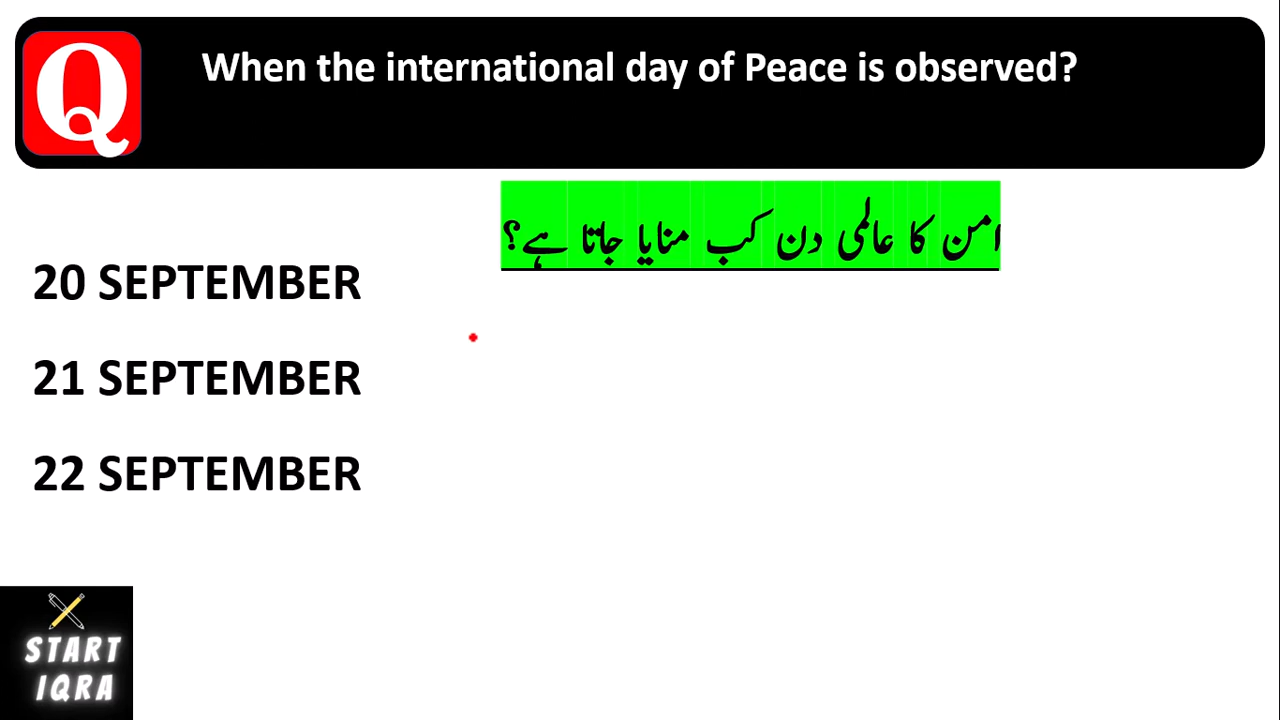 Q
When the international day of Peace is observed?
امن کا عالمی دن کب منایا جاتا ہے؟
20 SEPTEMBER
21 SEPTEMBER
22 SEPTEMBER
START
IQRA